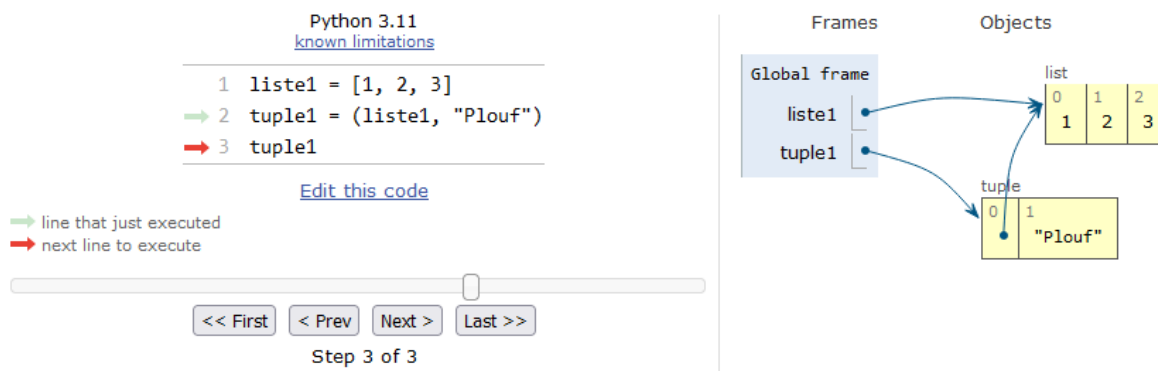 Python 3.11
known limitations
1 liste1 = [1, 2, 3]
2 tuple1 = (liste1, "Plouf")
3 tuple1
Edit this code
line that just executed
next line to execute
<< First < Prev Next > Last >>
Step 3 of 3
Frames Objects
Global frame
liste1
tuple1
list
0 1 2
1 2 3
tuple
0 1
"Plouf"